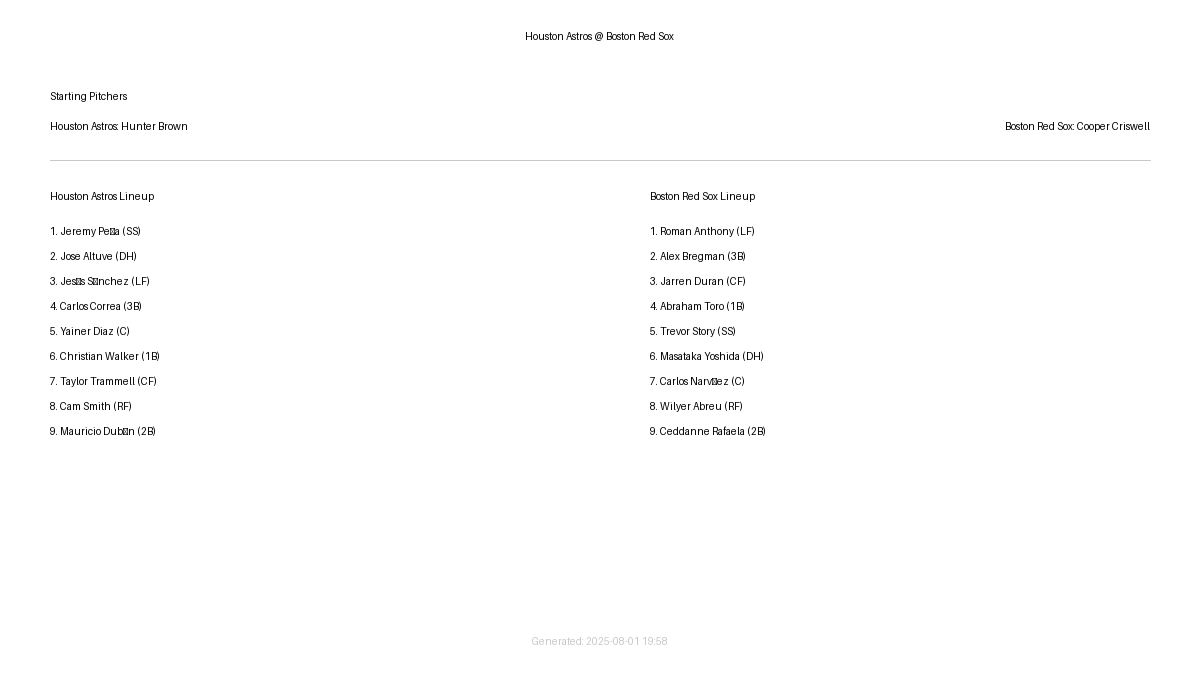 Houston Astros @ Boston Red Sox
Starting Pitchers
Houston Astros: Hunter Brown
Boston Red Sox: Cooper Criswell
Houston Astros Lineup
1. Jeremy Pe▯a (SS)
2. Jose Altuve (DH)
3. Jes▯s S▯nchez (LF)
4. Carlos Correa (3B)
5. Yainer Diaz (C)
6. Christian Walker (1B)
7. Taylor Trammell (CF)
8. Cam Smith (RF)
9. Mauricio Dub▯n (2B)
Boston Red Sox Lineup
1. Roman Anthony (LF)
2. Alex Bregman (3B)
3. Jarren Duran (CF)
4. Abraham Toro (1B)
5. Trevor Story (SS)
6. Masataka Yoshida (DH)
7. Carlos Narv▯ez (C)
8. Wilyer Abreu (RF)
9. Ceddanne Rafaela (2B)
Generated: 2025-08-01 19:58